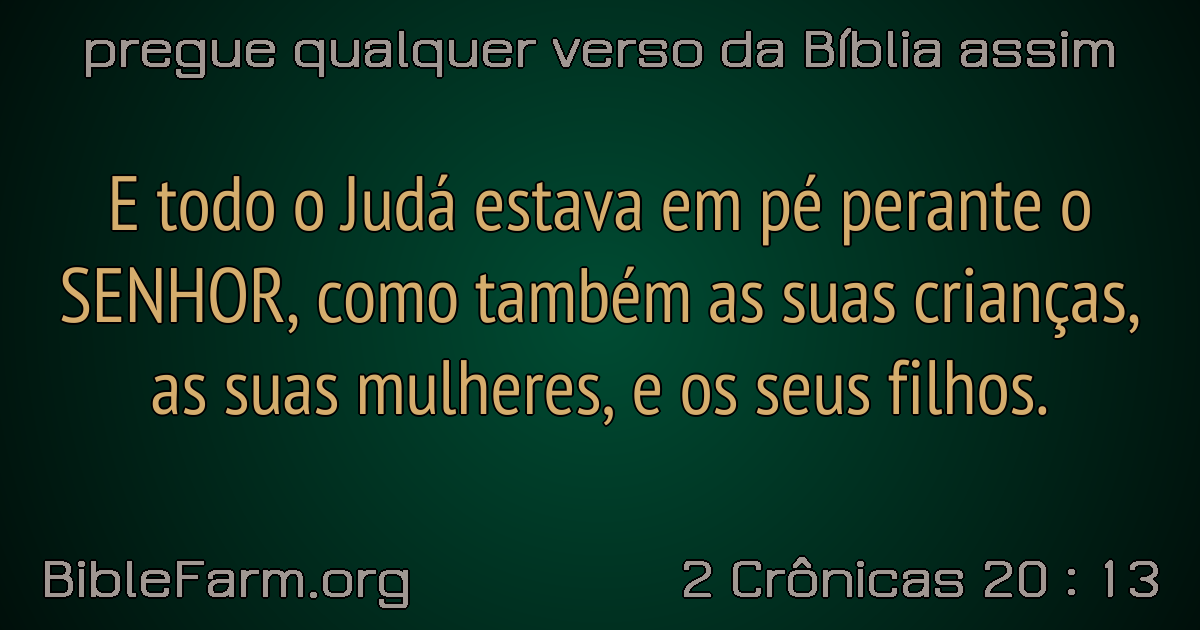 pregue qualquer verso da Bíblia assim
E todo o Judá estava em pé perante o
SENHOR, como também as suas crianças,
as suas mulheres, e os seus filhos.
BibleFarm.org
2 Crônicas 20 : 13